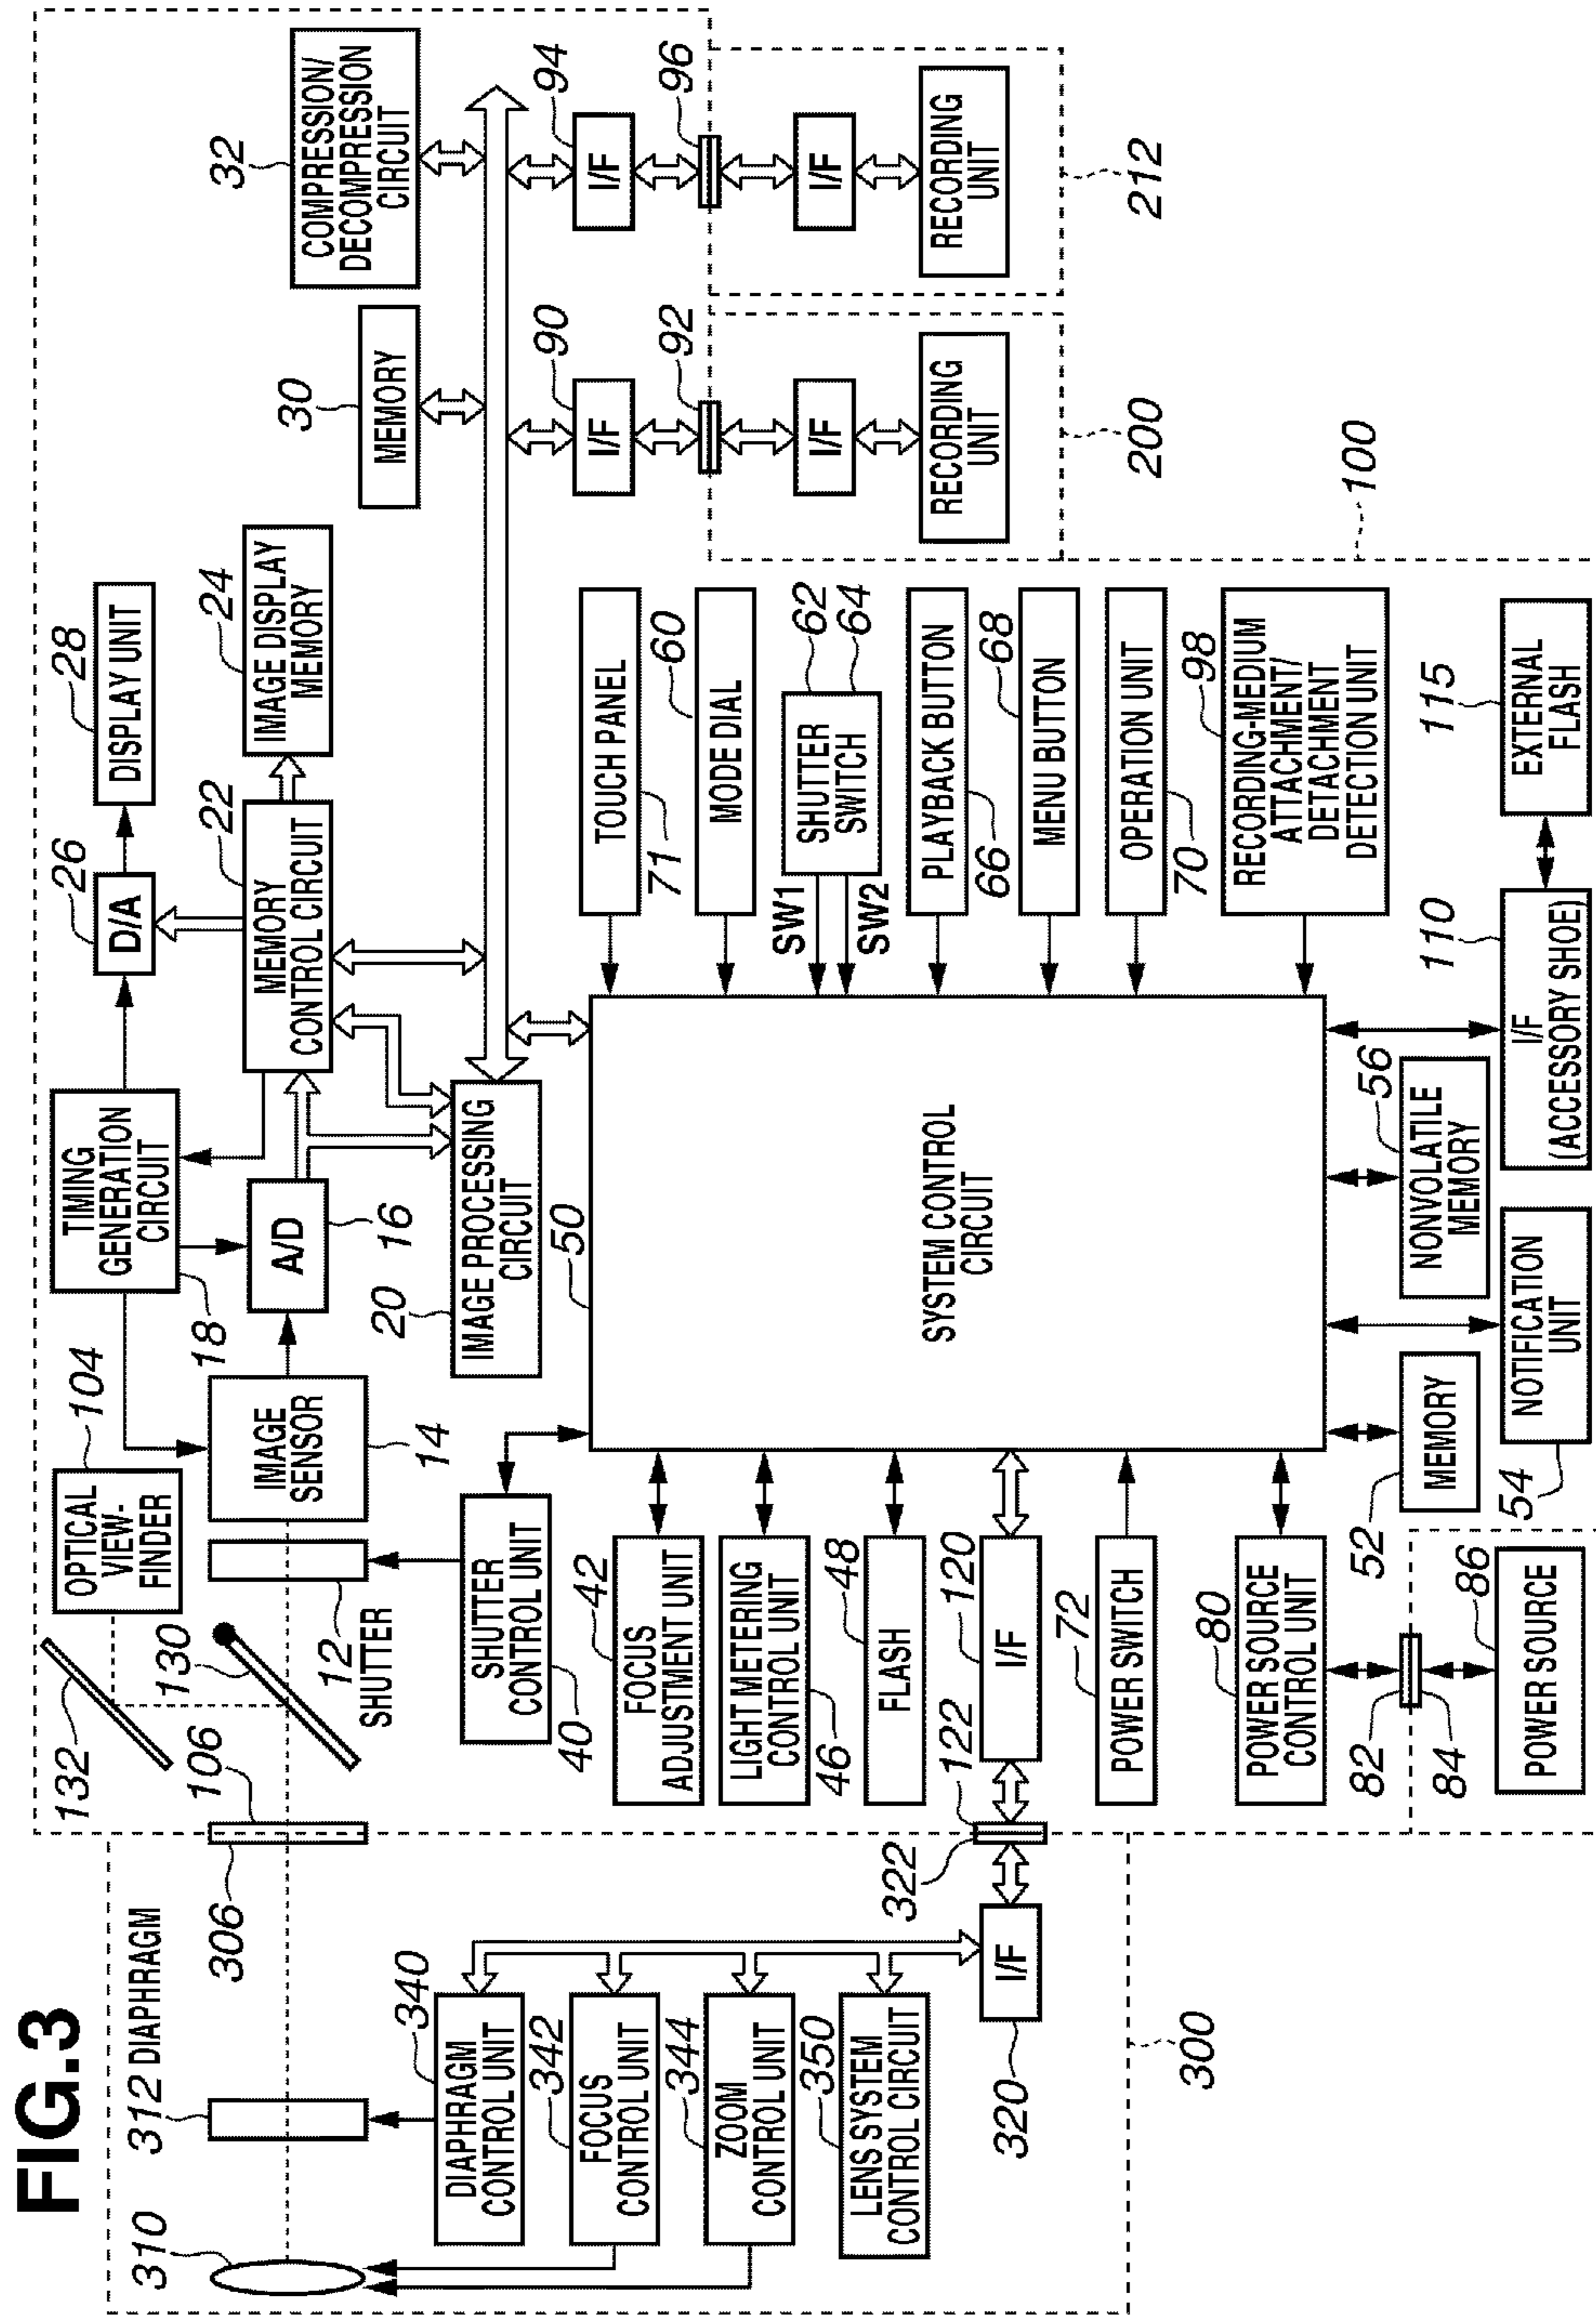 FIG.3
310
312 DIAPHRAGM
306
106
132
130
12
SHUTTER
104
OPTICAL
VIEW-
FINDER
IMAGE
SENSOR
14
TIMING
GENERATION
CIRCUIT
18
A/D
16
D/A
26
DISPLAY UNIT
28
MEMORY
CONTROL CIRCUIT
22
IMAGE DISPLAY
MEMORY
24
MEMORY
30
COMPRESSION/
DECOMPRESSION
CIRCUIT
32
20
IMAGE PROCESSING
CIRCUIT
I/F
90
92
I/F
RECORDING
UNIT
200
I/F
94
96
I/F
RECORDING
UNIT
212
DIAPHRAGM
CONTROL UNIT
340
FOCUS
CONTROL UNIT
342
ZOOM
CONTROL UNIT
344
LENS SYSTEM
CONTROL CIRCUIT
350
I/F
320
322
300
SHUTTER
CONTROL UNIT
40
FOCUS
ADJUSTMENT UNIT
42
LIGHT METERING
CONTROL UNIT
46
FLASH
48
122
I/F
120
POWER SWITCH
72
POWER SOURCE
CONTROL UNIT
80
82
84
POWER SOURCE
86
50
SYSTEM CONTROL
CIRCUIT
TOUCH PANEL
71
MODE DIAL
60
SW1
SW2
SHUTTER
SWITCH
62
64
PLAYBACK BUTTON
66
MENU BUTTON
68
OPERATION UNIT
70
RECORDING-MEDIUM
ATTACHMENT/
DETACHMENT
DETECTION UNIT
98
100
MEMORY
52
NOTIFICATION
UNIT
54
NONVOLATILE
MEMORY
56
I/F
(ACCESSORY SHOE)
110
EXTERNAL
FLASH
115